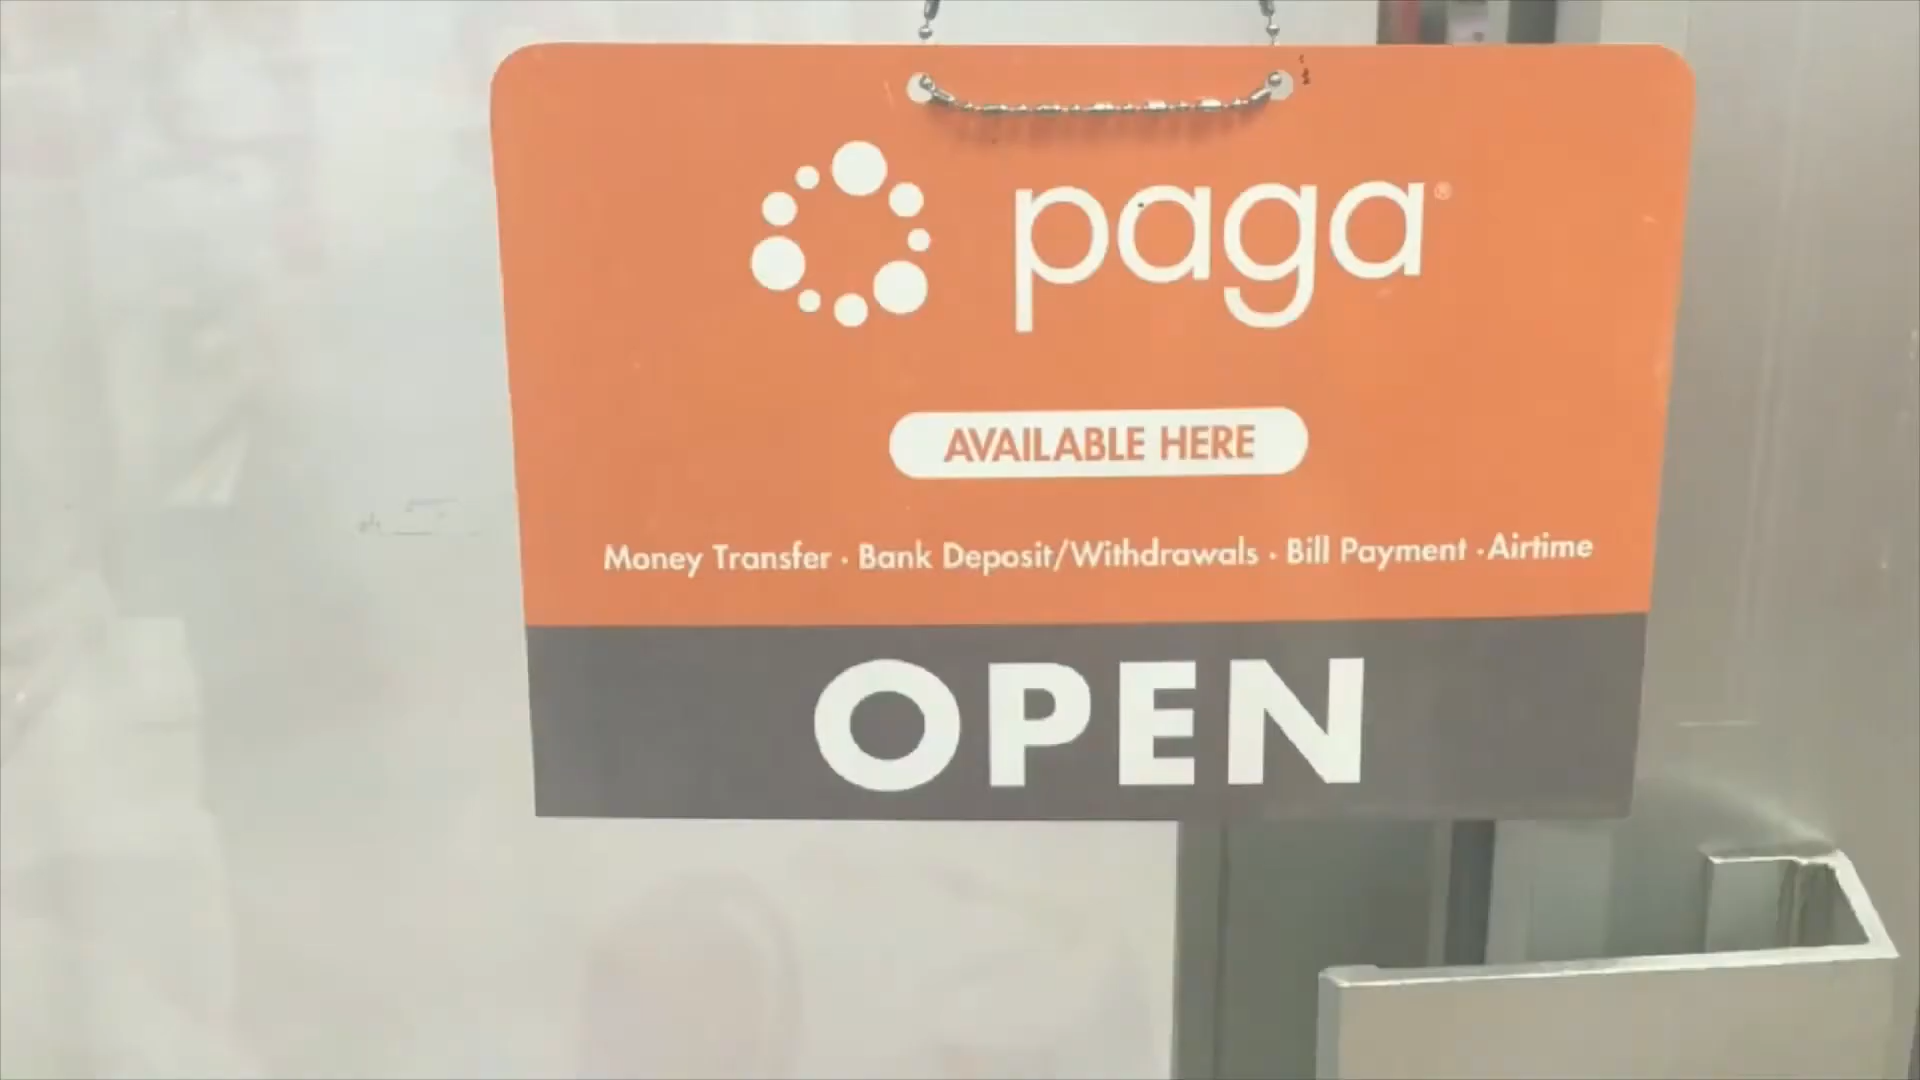 paga®
AVAILABLE HERE
Money Transfer · Bank Deposit/Withdrawals · Bill Payment · Airtime
OPEN